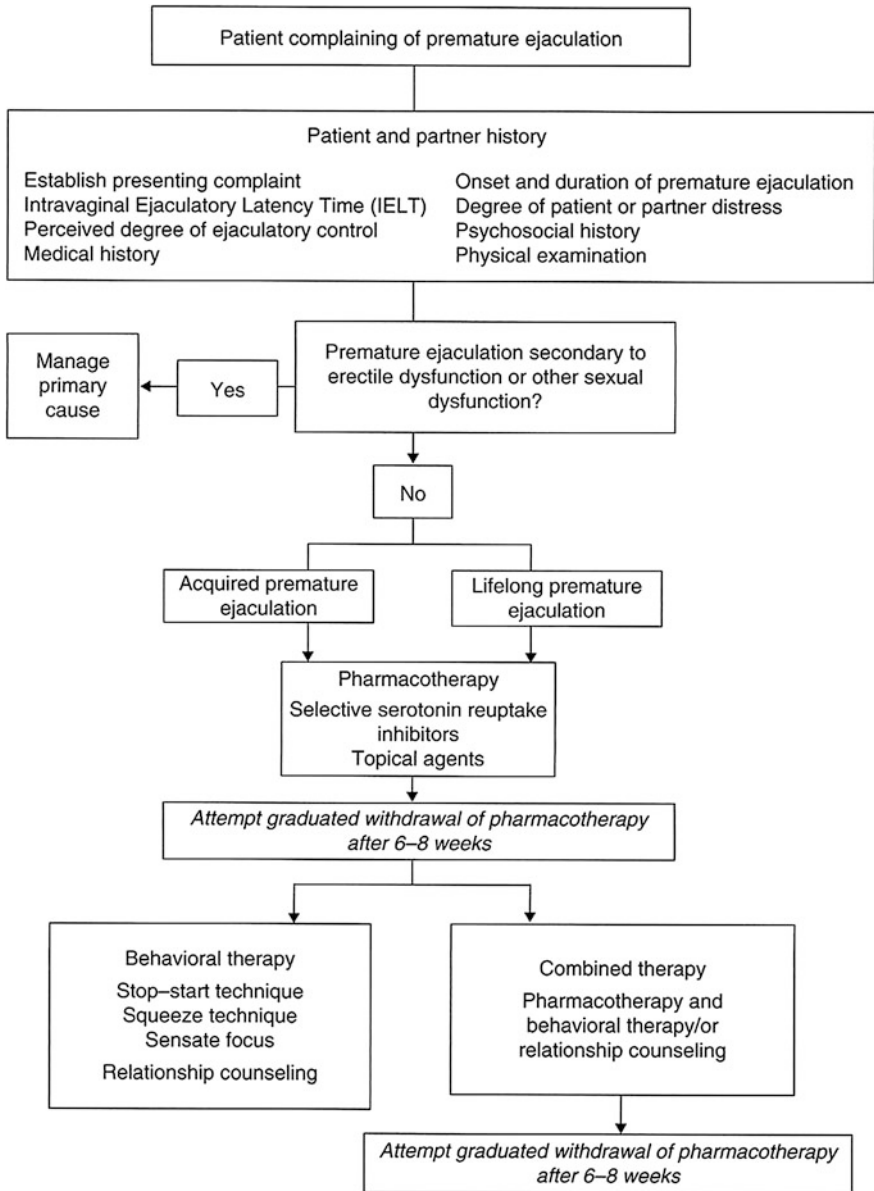 Patient complaining of premature ejaculation
Patient and partner history
Establish presenting complaint
Intravaginal Ejaculatory Latency Time (IELT)
Perceived degree of ejaculatory control
Medical history
Onset and duration of premature ejaculation
Degree of patient or partner distress
Psychosocial history
Physical examination
Premature ejaculation secondary to
erectile dysfunction or other sexual
dysfunction?
Yes
Manage
primary
cause
No
Acquired premature
ejaculation
Lifelong premature
ejaculation
Pharmacotherapy
Selective serotonin reuptake
inhibitors
Topical agents
Attempt graduated withdrawal of pharmacotherapy
after 6–8 weeks
Behavioral therapy
Stop–start technique
Squeeze technique
Sensate focus
Relationship counseling
Combined therapy
Pharmacotherapy and
behavioral therapy/or
relationship counseling
Attempt graduated withdrawal of pharmacotherapy
after 6–8 weeks